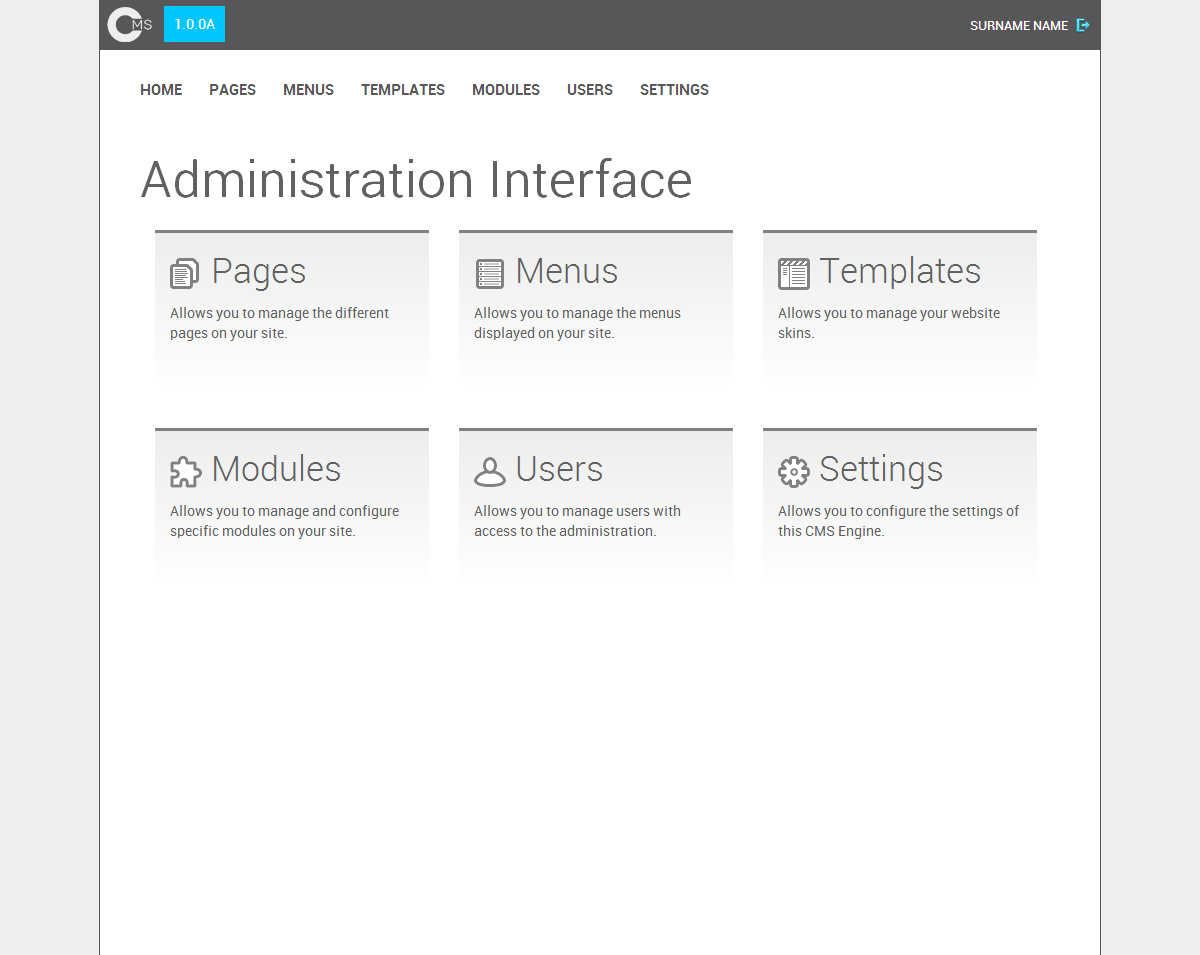 CMS
1.0.0A
SURNAME NAME
HOME PAGES MENUS TEMPLATES MODULES USERS SETTINGS
Administration Interface
Pages
Allows you to manage the different
pages on your site.
Menus
Allows you to manage the menus
displayed on your site.
Templates
Allows you to manage your website
skins.
Modules
Allows you to manage and configure
specific modules on your site.
Users
Allows you to manage users with
access to the administration.
Settings
Allows you to configure the settings of
this CMS Engine.